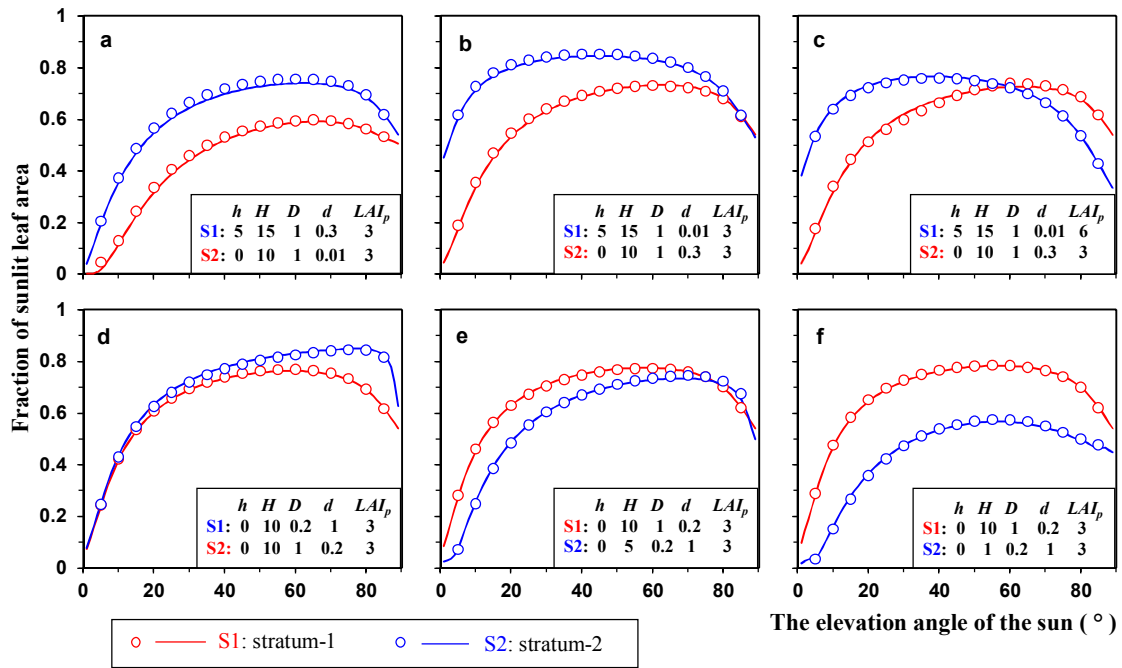 Fraction of sunlit leaf area
1
0.8
0.6
0.4
0.2
0
a
h H D d LAIp
S1: 5 15 1 0.3 3
S2: 0 10 1 0.01 3
b
h H D d LAIp
S1: 5 15 1 0.01 3
S2: 0 10 1 0.3 3
c
h H D d LAIp
S1: 5 15 1 0.01 6
S2: 0 10 1 0.3 3
1
0.8
0.6
0.4
0.2
0
d
h H D d LAIp
S1: 0 10 0.2 1 3
S2: 0 10 1 0.2 3
e
h H D d LAIp
S1: 0 10 1 0.2 3
S2: 0 5 0.2 1 3
f
h H D d LAIp
S1: 0 10 1 0.2 3
S2: 0 1 0.2 1 3
0 20 40 60 80
0 20 40 60 80
0 20 40 60 80
The elevation angle of the sun ( ° )
S1: stratum-1 S2: stratum-2